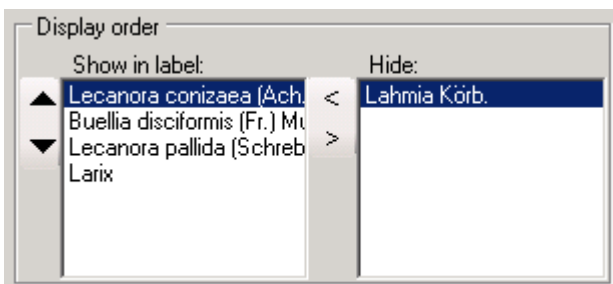 Display order
Show in label:
Hide:
Lecanora conizaea (Ach.
Buellia disciformis (Fr.) Mu
Lecanora pallida (Schreb
Larix
<
>
Lahmia Körb.